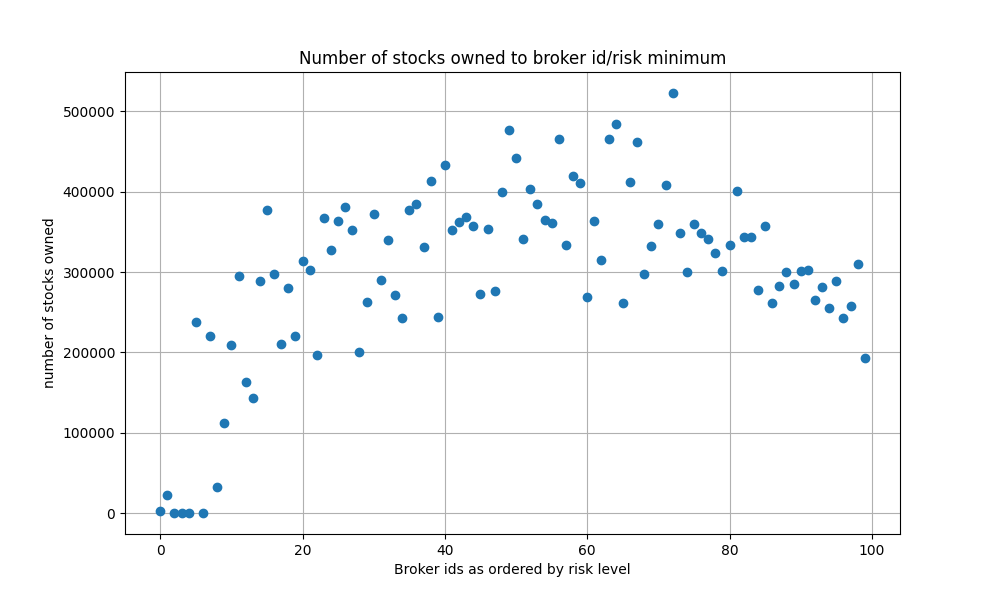 Number of stocks owned to broker id/risk minimum
500000
400000
300000
200000
100000
0
number of stocks owned
0 20 40 60 80 100
Broker ids as ordered by risk level